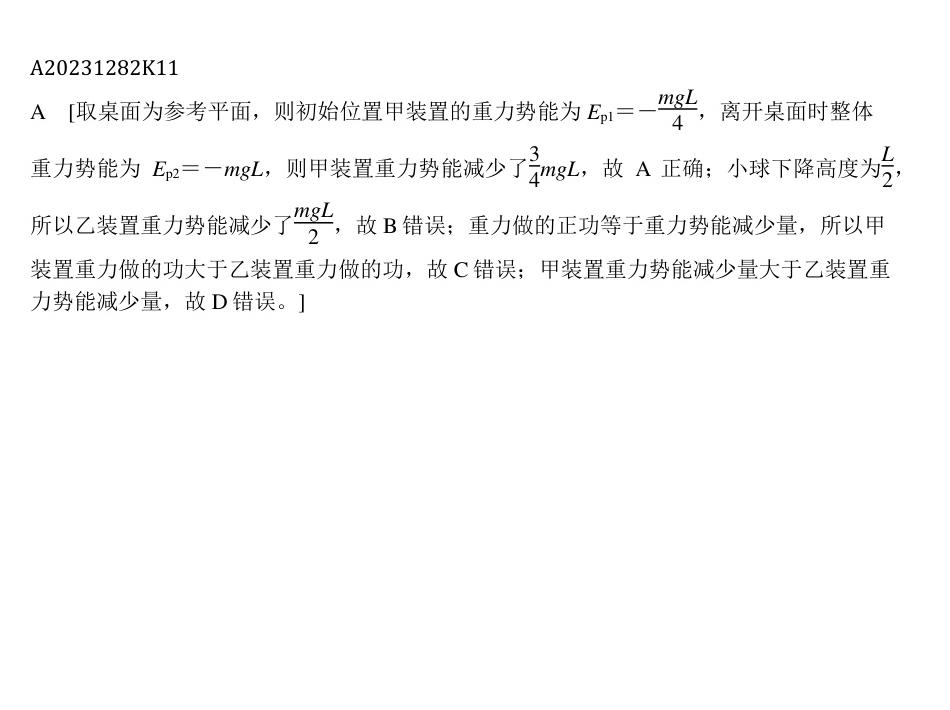 A20231282K11
A [取桌面为参考平面，则初始位置甲装置的重力势能为 Ep1＝－mgL/4，离开桌面时整体
重力势能为 Ep2＝－mgL，则甲装置重力势能减少了3/4mgL，故 A 正确；小球下降高度为L/2，
所以乙装置重力势能减少了mgL/2，故 B 错误；重力做的正功等于重力势能减少量，所以甲
装置重力做的功大于乙装置重力做的功，故 C 错误；甲装置重力势能减少量大于乙装置重
力势能减少量，故 D 错误。]